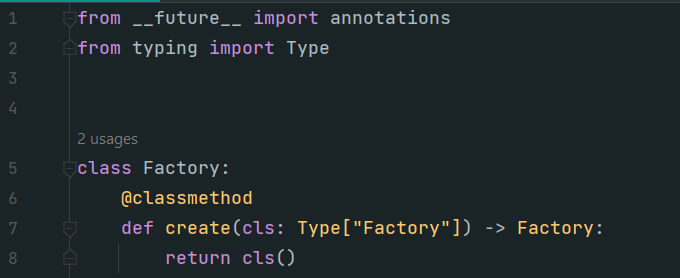 1 from __future__ import annotations
2 from typing import Type
3
4
2 usages
5 class Factory:
6     @classmethod
7     def create(cls: Type["Factory"]) -> Factory:
8         return cls()